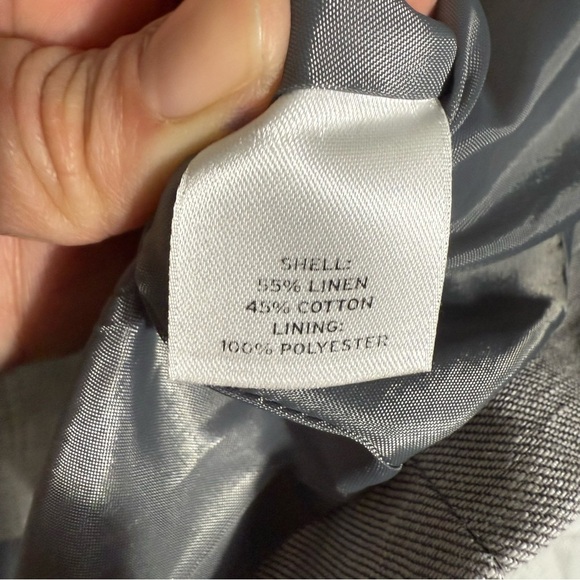 SHELL:
55% LINEN
45% COTTON
LINING:
100% POLYESTER